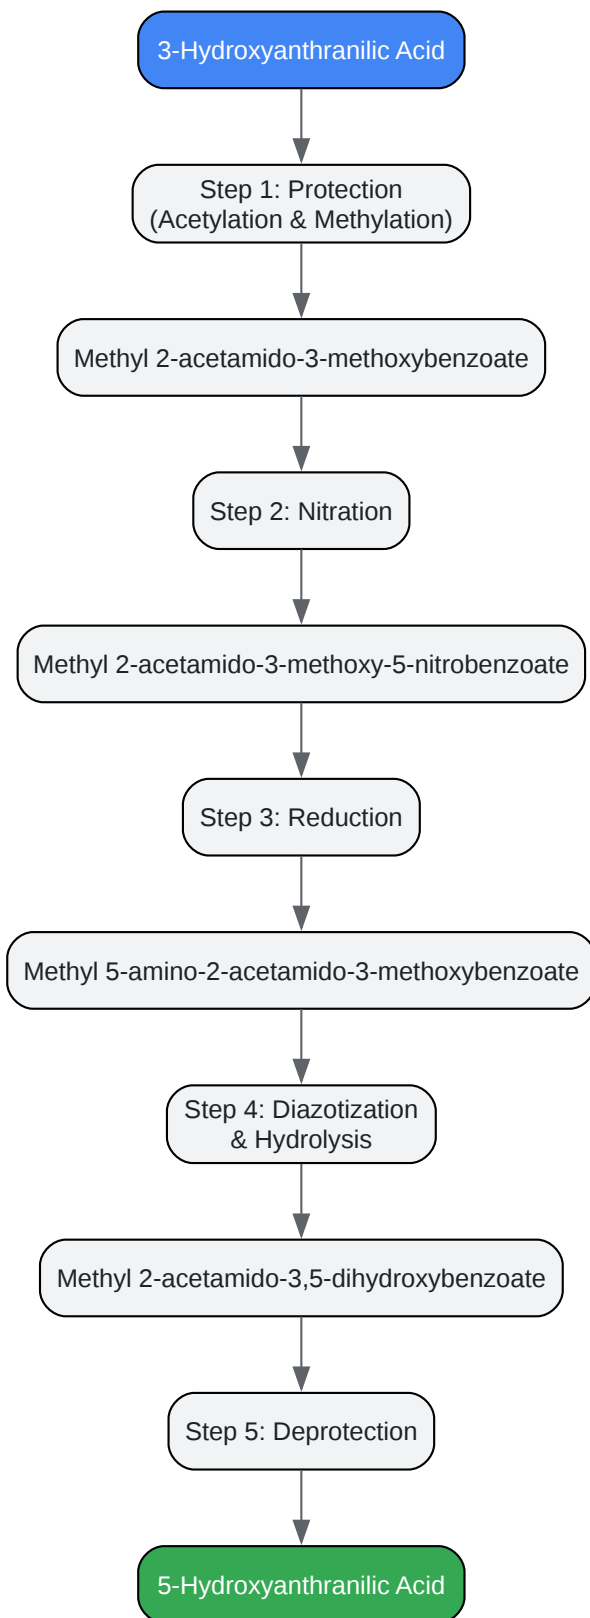 3-Hydroxyanthranilic Acid
Step 1: Protection
(Acetylation & Methylation)
Methyl 2-acetamido-3-methoxybenzoate
Step 2: Nitration
Methyl 2-acetamido-3-methoxy-5-nitrobenzoate
Step 3: Reduction
Methyl 5-amino-2-acetamido-3-methoxybenzoate
Step 4: Diazotization
& Hydrolysis
Methyl 2-acetamido-3,5-dihydroxybenzoate
Step 5: Deprotection
5-Hydroxyanthranilic Acid